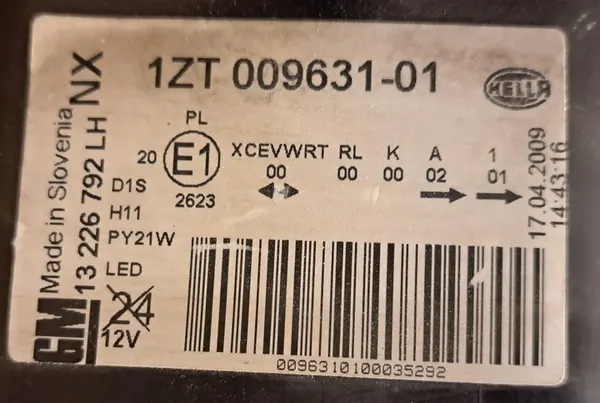 1ZT 009631-01
HELLA
GM
Made in Slovenia
13 226 792 LH NX
PL
20 E1 XCEVWRT RL K A 1
00 00 00 02 01
2623
D1S
H11
PY21W
LED
24
12V
17.04.2009
14:43:16
0096310100035292